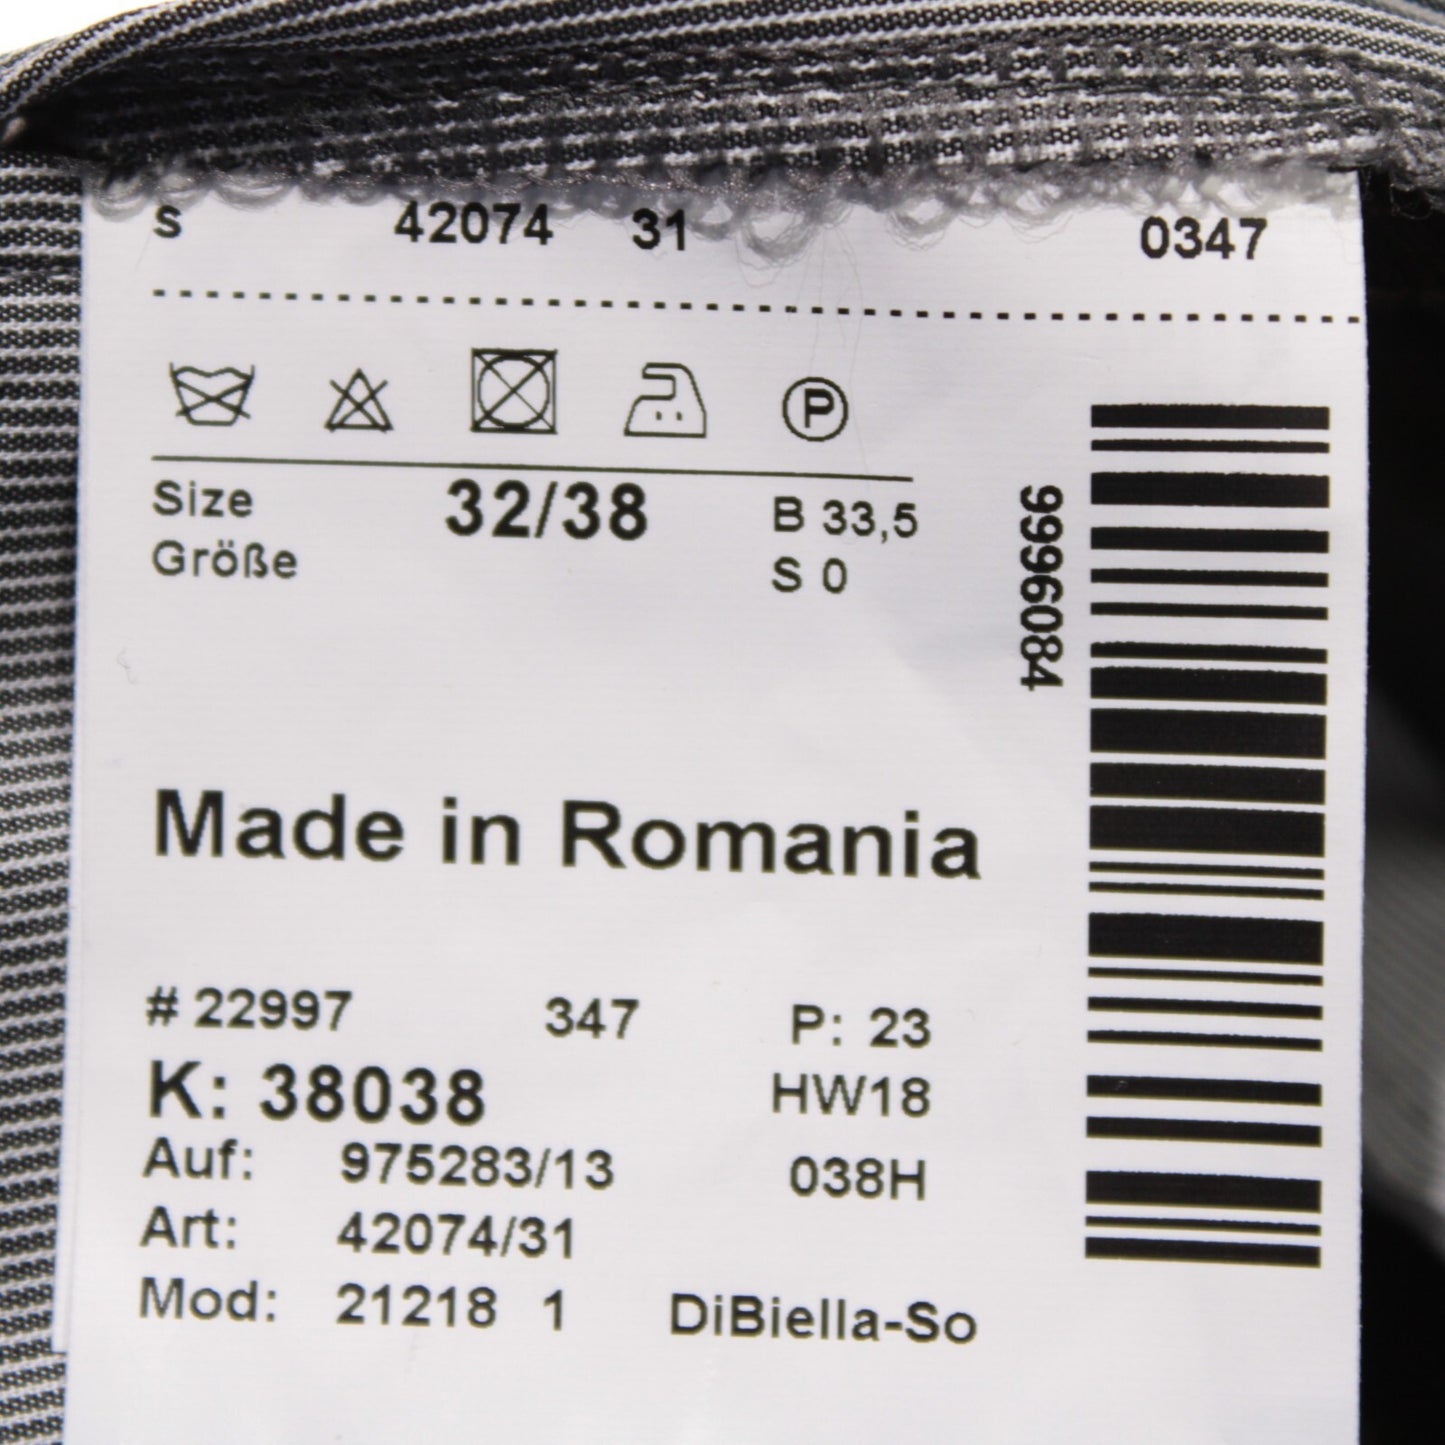 S 42074 31 0347
P
Size 32/38 B 33,5
Größe S 0
9996084
Made in Romania
# 22997 347 P: 23
K: 38038 HW18
Auf: 975283/13 038H
Art: 42074/31
Mod: 21218 1 DiBiella-So